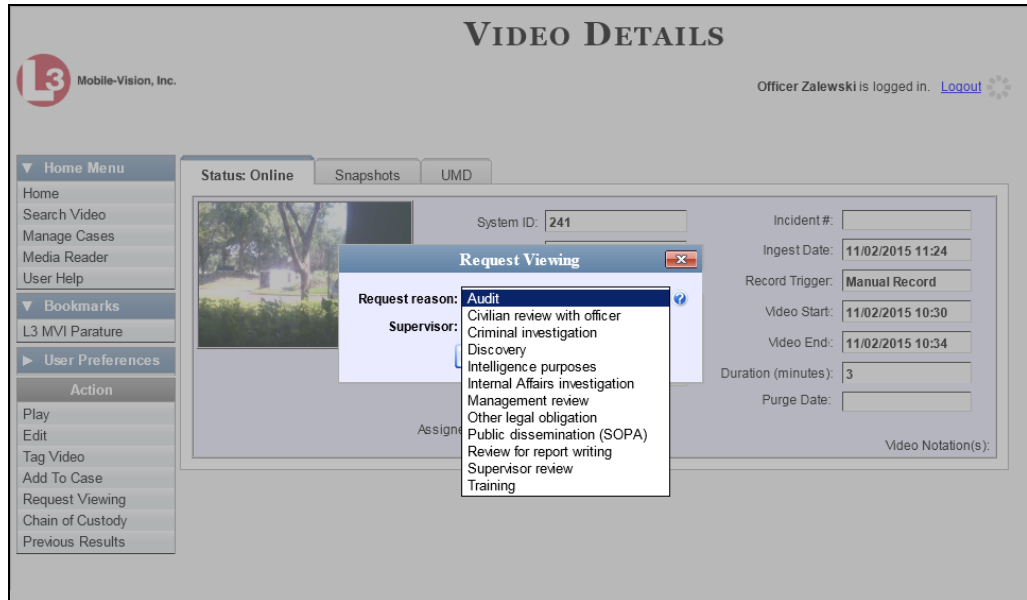 VIDEO DETAILS
L3 Mobile-Vision, Inc.
Officer Zalewski is logged in. Logout
▼ Home Menu
Home
Search Video
Manage Cases
Media Reader
User Help
▼ Bookmarks
L3 MVI Parature
▶ User Preferences
Action
Play
Edit
Tag Video
Add To Case
Request Viewing
Chain of Custody
Previous Results
Status: Online
Snapshots
UMD
System ID: 241
Request Viewing
Request reason: Audit
Civilian review with officer
Criminal investigation
Discovery
Intelligence purposes
Internal Affairs investigation
Management review
Other legal obligation
Public dissemination (SOPA)
Review for report writing
Supervisor review
Training
Supervisor:
Incident #:
Ingest Date: 11/02/2015 11:24
Record Trigger: Manual Record
Video Start: 11/02/2015 10:30
Video End: 11/02/2015 10:34
Duration (minutes): 3
Purge Date:
Video Notation(s):